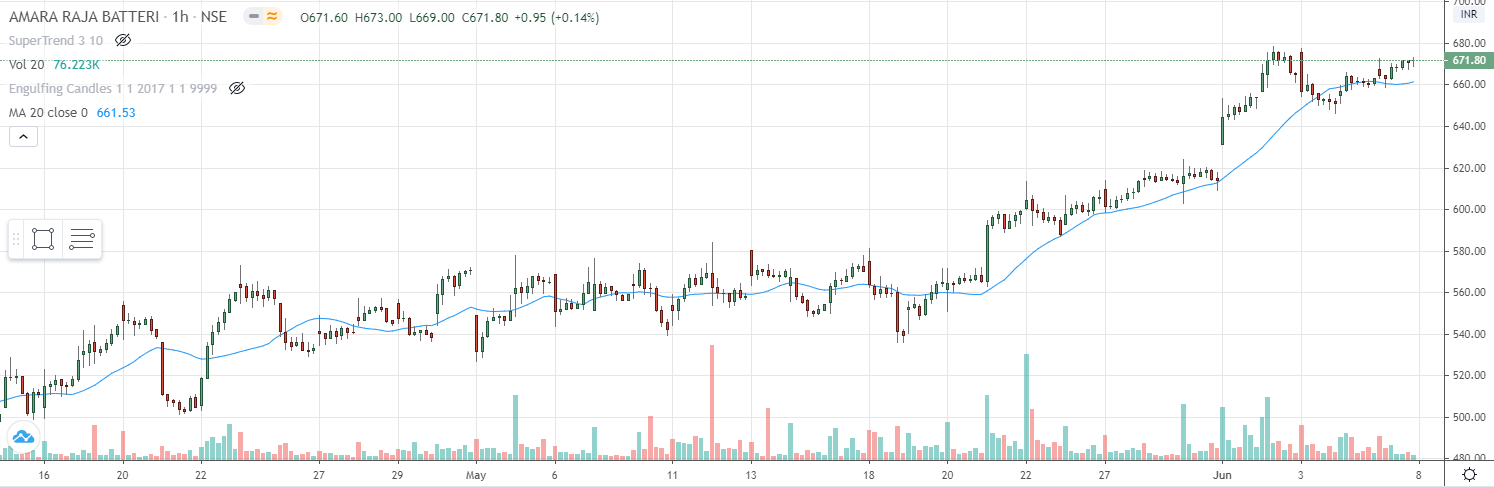 AMARA RAJA BATTERI · 1h · NSE O671.60 H673.00 L669.00 C671.80 +0.95 (+0.14%)
SuperTrend 3 10
Vol 20 76.223K
Engulfing Candles 1 1 2017 1 1 9999
MA 20 close 0 661.53
INR
700.00
680.00
671.80
660.00
640.00
620.00
600.00
580.00
560.00
540.00
520.00
500.00
480.00
16 20 22 27 29 May 6 11 13 18 20 22 27 Jun 3 8